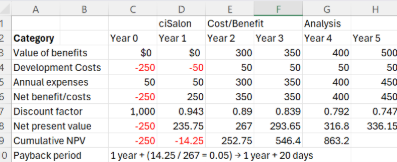 A B C D E F G H
1 ciSalon Cost/Benefit Analysis
2 Category Year 0 Year 1 Year 2 Year 3 Year 4 Year 5
3 Value of benefits $0 $0 300 350 400 500
4 Development Costs -250 -50 50 50 50 50
5 Annual expenses 50 50 300 350 400 450
6 Net benefit/costs -250 250 350 350 400 450
7 Discount factor 1,000 0.943 0.89 0.839 0.792 0.747
8 Net present value -250 235.75 267 293.65 316.8 336.15
9 Cumulative NPV -250 -14.25 252.75 546.4 863.2
0 Payback period 1 year + (14.25 / 267 = 0.05) → 1 year + 20 days